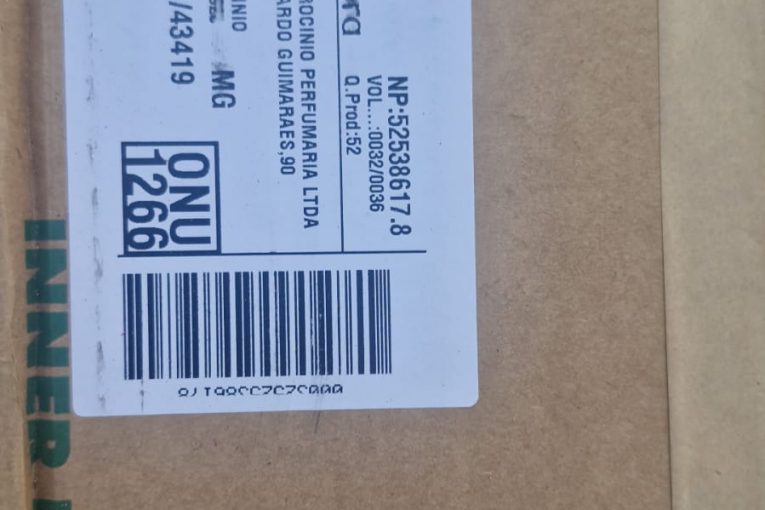 ora
NP:52538617.8
VOL...:0032/0036
Q.Prod:52
ROCINIO PERFUMARIA LTDA
ARDO GUIMARAES,90
INIO
MG
/43419
ONU
1266
INNER